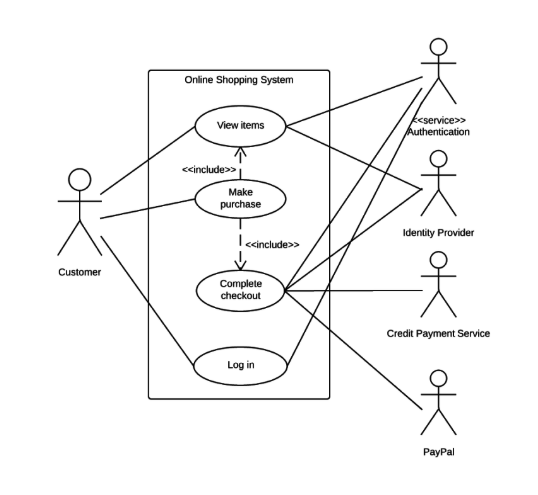 Online Shopping System
View items
<<include>>
Make
purchase
<<include>>
Complete
checkout
Log in
Customer
<<service>>
Authentication
Identity Provider
Credit Payment Service
PayPal